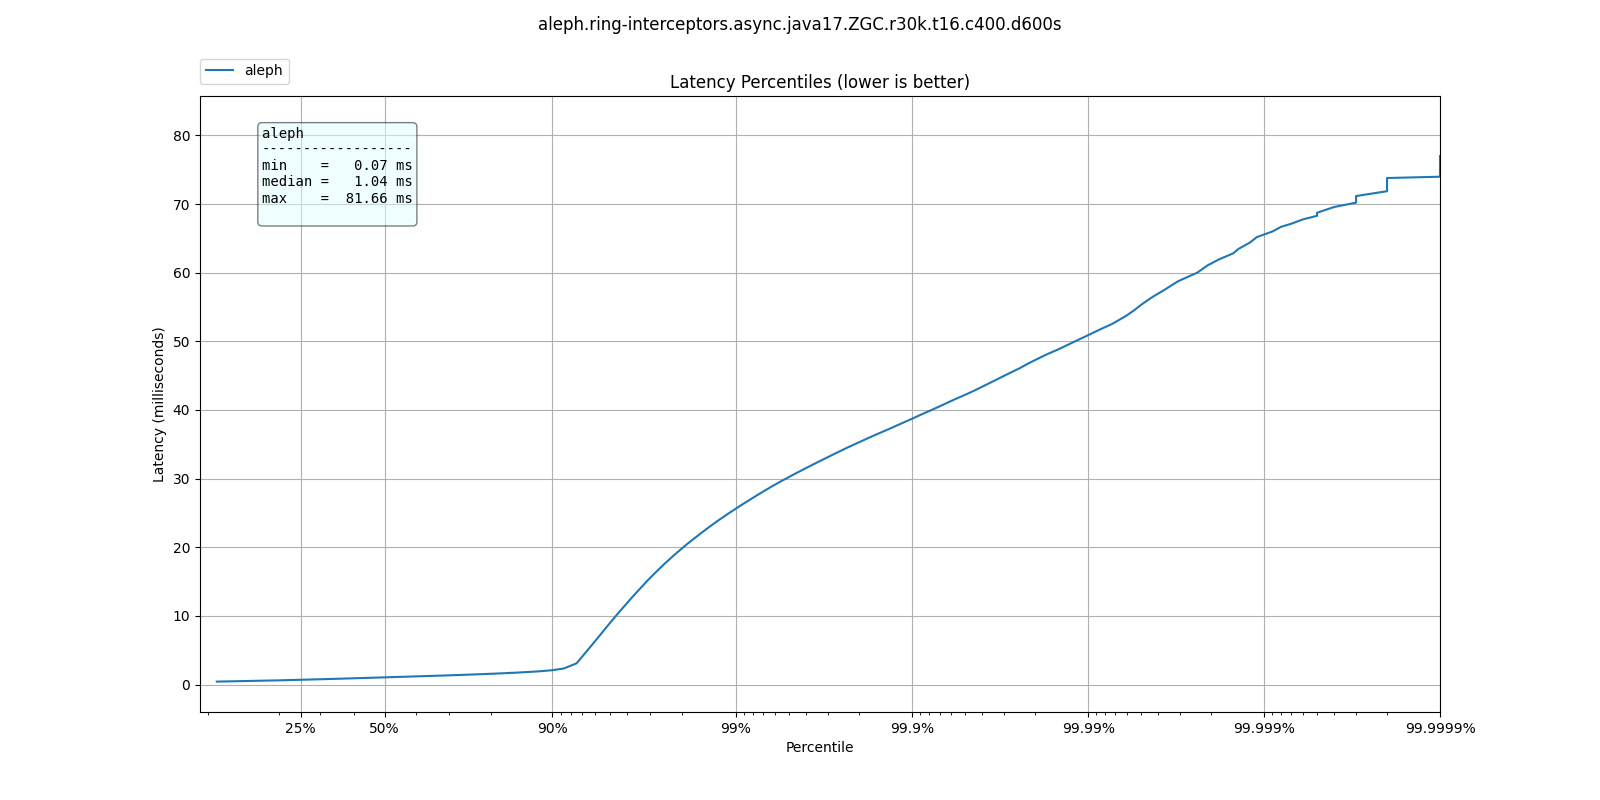 aleph.ring-interceptors.async.java17.ZGC.r30k.t16.c400.d600s
aleph
Latency Percentiles (lower is better)
aleph
------------------
min    =   0.07 ms
median =   1.04 ms
max    =  81.66 ms
80
70
60
50
40
30
20
10
0
Latency (milliseconds)
25% 50% 90% 99% 99.9% 99.99% 99.999% 99.9999%
Percentile